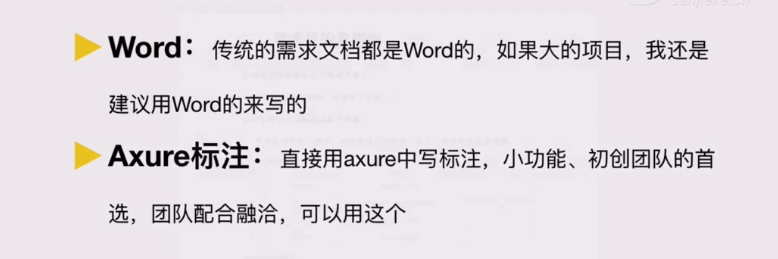 sanjieke.cn
Word：传统的需求文档都是Word的，如果大的项目，我还是
建议用Word的来写的
Axure标注：直接用axure中写标注，小功能、初创团队的首
选，团队配合融洽，可以用这个